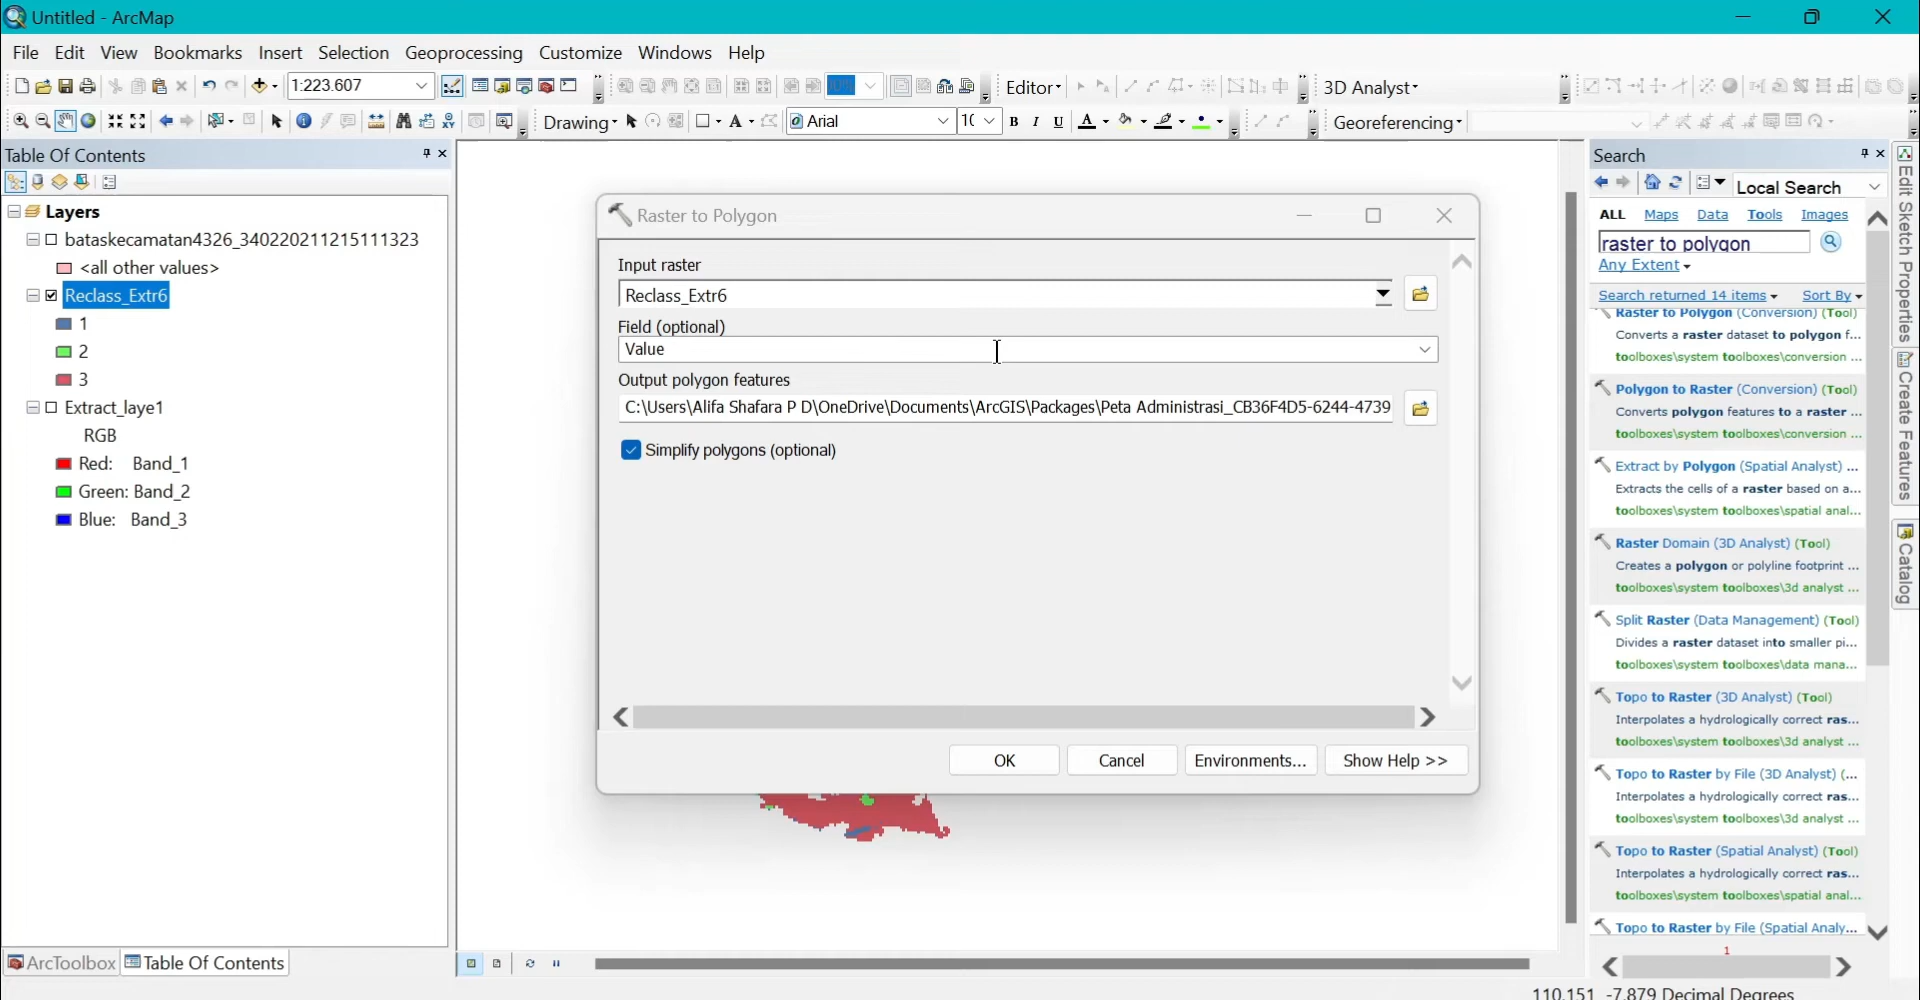 Untitled - ArcMap
File Edit View Bookmarks Insert Selection Geoprocessing Customize Windows Help
1:223.607
Editor
3D Analyst
Drawing
Arial
B I U A
Georeferencing
Table Of Contents
Layers
bataskecamatan4326_340220211215111323
<all other values>
Reclass_Extr6
1
2
3
Extract_laye1
RGB
Red: Band_1
Green: Band_2
Blue: Band_3
ArcToolbox Table Of Contents
Raster to Polygon
Input raster
Reclass_Extr6
Field (optional)
Value
Output polygon features
C:\Users\Alifa Shafara P D\OneDrive\Documents\ArcGIS\Packages\Peta Administrasi_CB36F4D5-6244-4739
Simplify polygons (optional)
OK Cancel Environments... Show Help >>
Search
Local Search
ALL Maps Data Tools Images
raster to polygon
Any Extent
Search returned 14 items Sort By
Raster to Polygon (Conversion) (Tool)
Converts a raster dataset to polygon f...
toolboxes\system toolboxes\conversion ...
Polygon to Raster (Conversion) (Tool)
Converts polygon features to a raster ...
toolboxes\system toolboxes\conversion ...
Extract by Polygon (Spatial Analyst) ...
Extracts the cells of a raster based on a...
toolboxes\system toolboxes\spatial anal...
Raster Domain (3D Analyst) (Tool)
Creates a polygon or polyline footprint ...
toolboxes\system toolboxes\3d analyst ...
Split Raster (Data Management) (Tool)
Divides a raster dataset into smaller pi...
toolboxes\system toolboxes\data mana...
Topo to Raster (3D Analyst) (Tool)
Interpolates a hydrologically correct ras...
toolboxes\system toolboxes\3d analyst ...
Topo to Raster by File (3D Analyst) (...
Interpolates a hydrologically correct ras...
toolboxes\system toolboxes\3d analyst ...
Topo to Raster (Spatial Analyst) (Tool)
Interpolates a hydrologically correct ras...
toolboxes\system toolboxes\spatial anal...
Topo to Raster by File (Spatial Analy...
1
Edit Sketch Properties
Create Features
Catalog
110,151 -7,879 Decimal Degrees